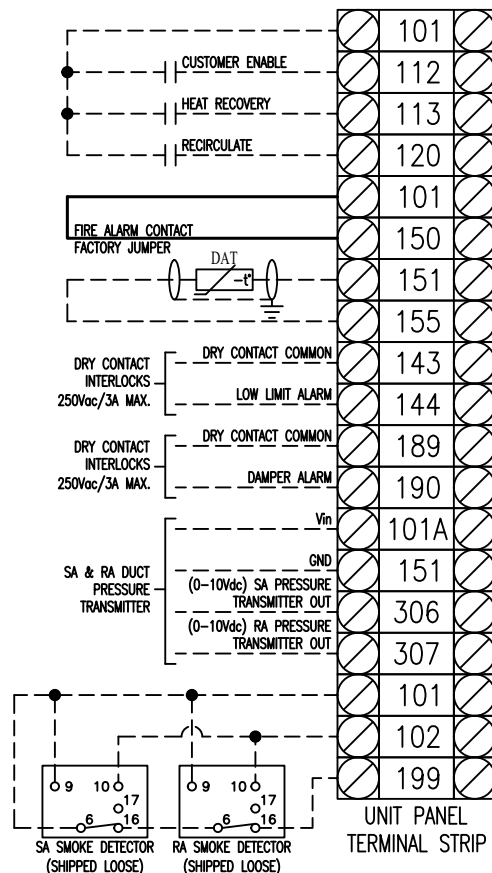 101
CUSTOMER ENABLE
112
HEAT RECOVERY
113
RECIRCULATE
120
101
FIRE ALARM CONTACT
FACTORY JUMPER
150
DAT
-t°
151
155
DRY CONTACT
INTERLOCKS
250Vac/3A MAX.
DRY CONTACT COMMON
143
LOW LIMIT ALARM
144
DRY CONTACT
INTERLOCKS
250Vac/3A MAX.
DRY CONTACT COMMON
189
DAMPER ALARM
190
SA & RA DUCT
PRESSURE
TRANSMITTER
Vin
101A
GND
151
(0-10Vdc) SA PRESSURE
TRANSMITTER OUT
306
(0-10Vdc) RA PRESSURE
TRANSMITTER OUT
307
101
102
199
9 10
17
6 16
SA SMOKE DETECTOR
(SHIPPED LOOSE)
9 10
17
6 16
RA SMOKE DETECTOR
(SHIPPED LOOSE)
UNIT PANEL
TERMINAL STRIP